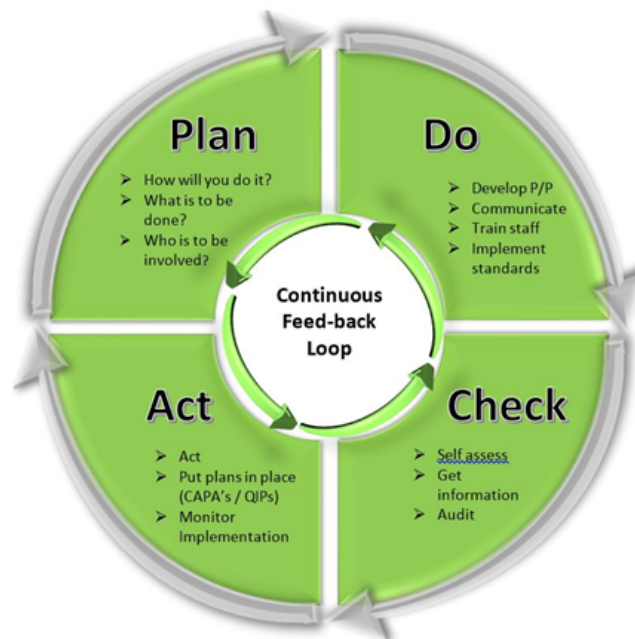 Plan
➢ How will you do it?
➢ What is to be
done?
➢ Who is to be
involved?
Do
➢ Develop P/P
➢ Communicate
➢ Train staff
➢ Implement
standards
Continuous
Feed-back
Loop
Act
➢ Act
➢ Put plans in place
(CAPA's / QIPs)
➢ Monitor
Implementation
Check
➢ Self assess
➢ Get
information
➢ Audit